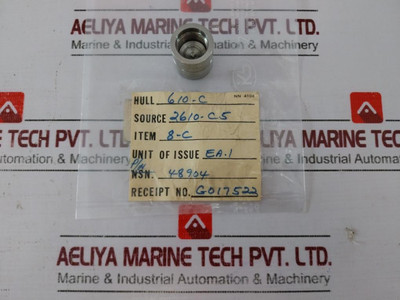 AELIYA MARINE TECH PVT. LTD.
Marine & Industrial Automation & Machinery
HULL 610-C
SOURCE 2610-C5
ITEM 8-C
UNIT OF ISSUE EA.1
P/N
NSN. 48904
RECEIPT NO. G017522
AELIYA MARINE TECH PVT. LTD.
Marine & Industrial Automation & Machinery
AELIYA MARINE TECH PVT. LTD.
Marine & Industrial Automation & Machinery